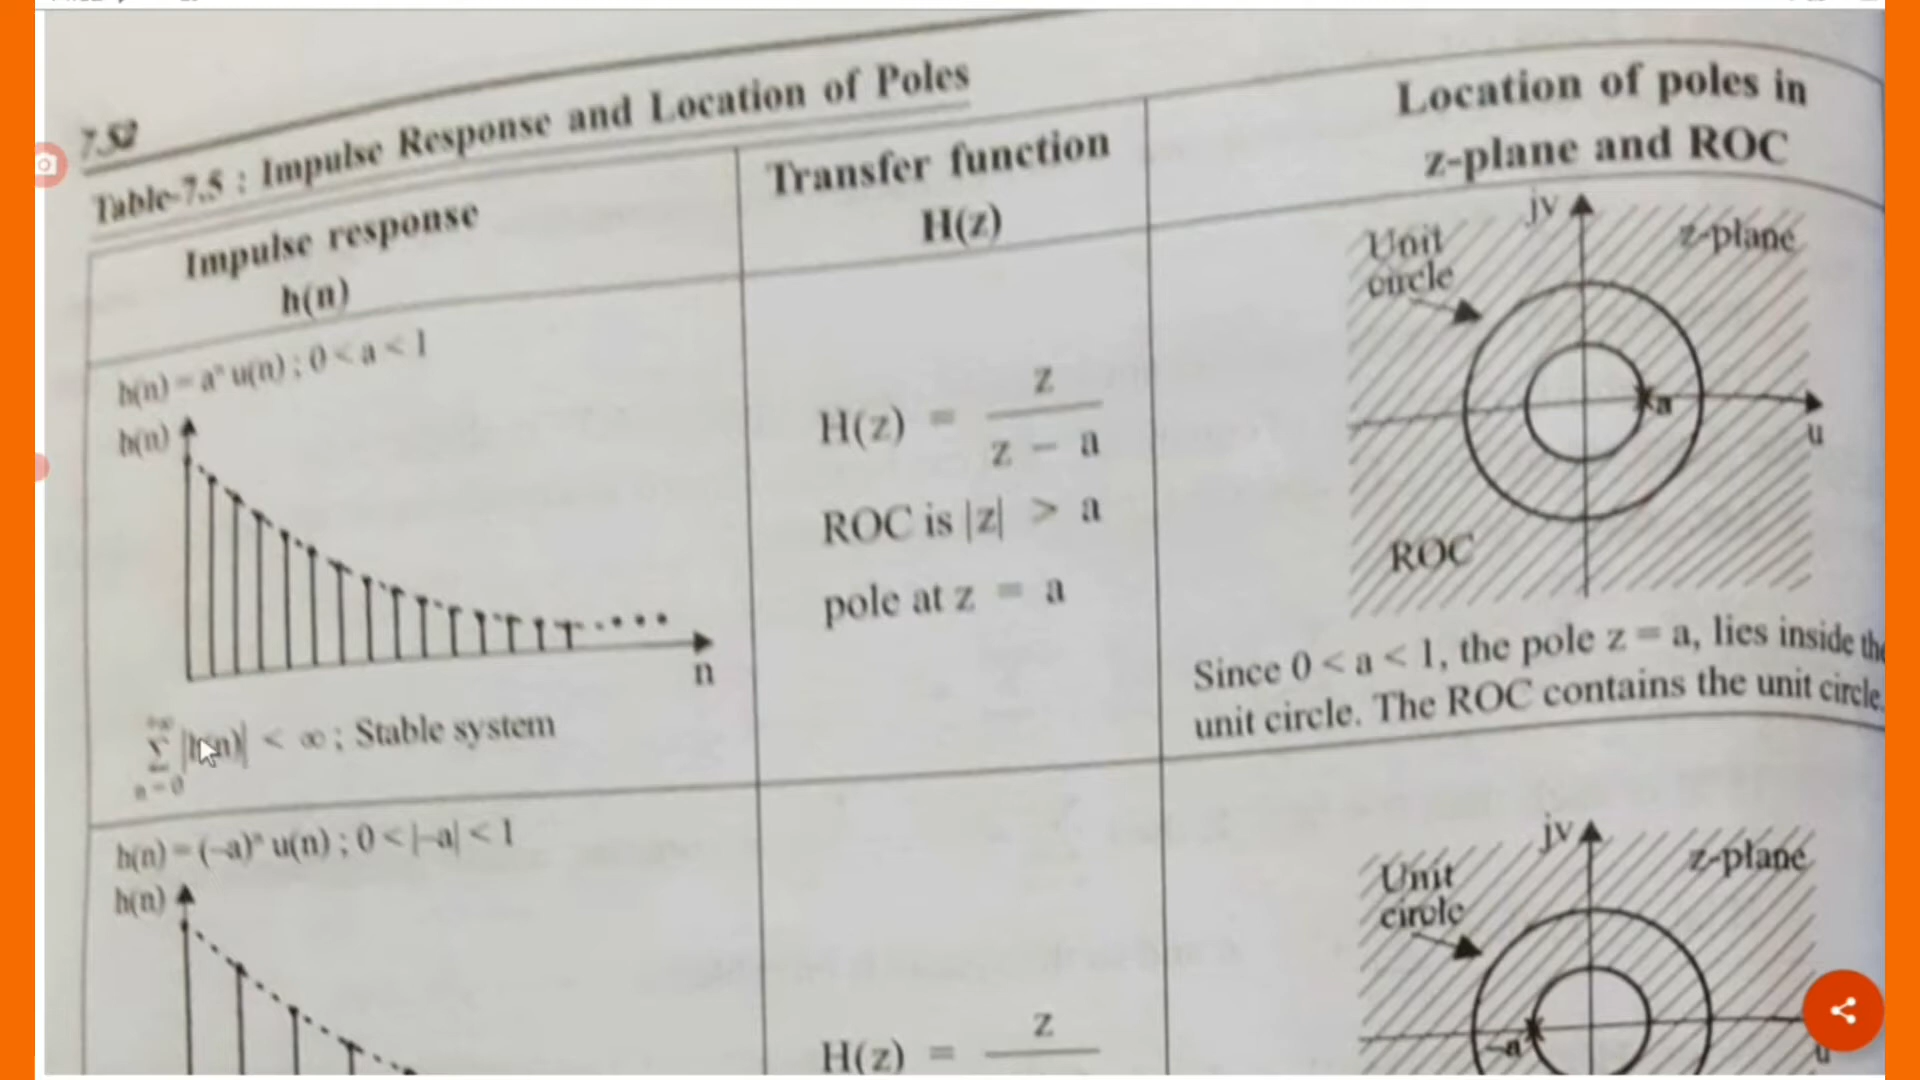 7.52
Table-7.5 : Impulse Response and Location of Poles
Impulse response
h(n)
Transfer function
H(z)
Location of poles in
z-plane and ROC
h(n) = aⁿ u(n) ; 0 < a < 1
h(n)
n
+∞
Σ |h(n)| < ∞ ; Stable system
n = 0
H(z) = z
z − a
ROC is |z| > a
pole at z = a
jv
Unit
circle
z-plane
a
u
ROC
Since 0 < a < 1, the pole z = a, lies inside the
unit circle. The ROC contains the unit circle.
h(n) = (–a)ⁿ u(n) ; 0 < |–a| < 1
h(n)
H(z) = z
jv
Unit
circle
z-plane
–a
u